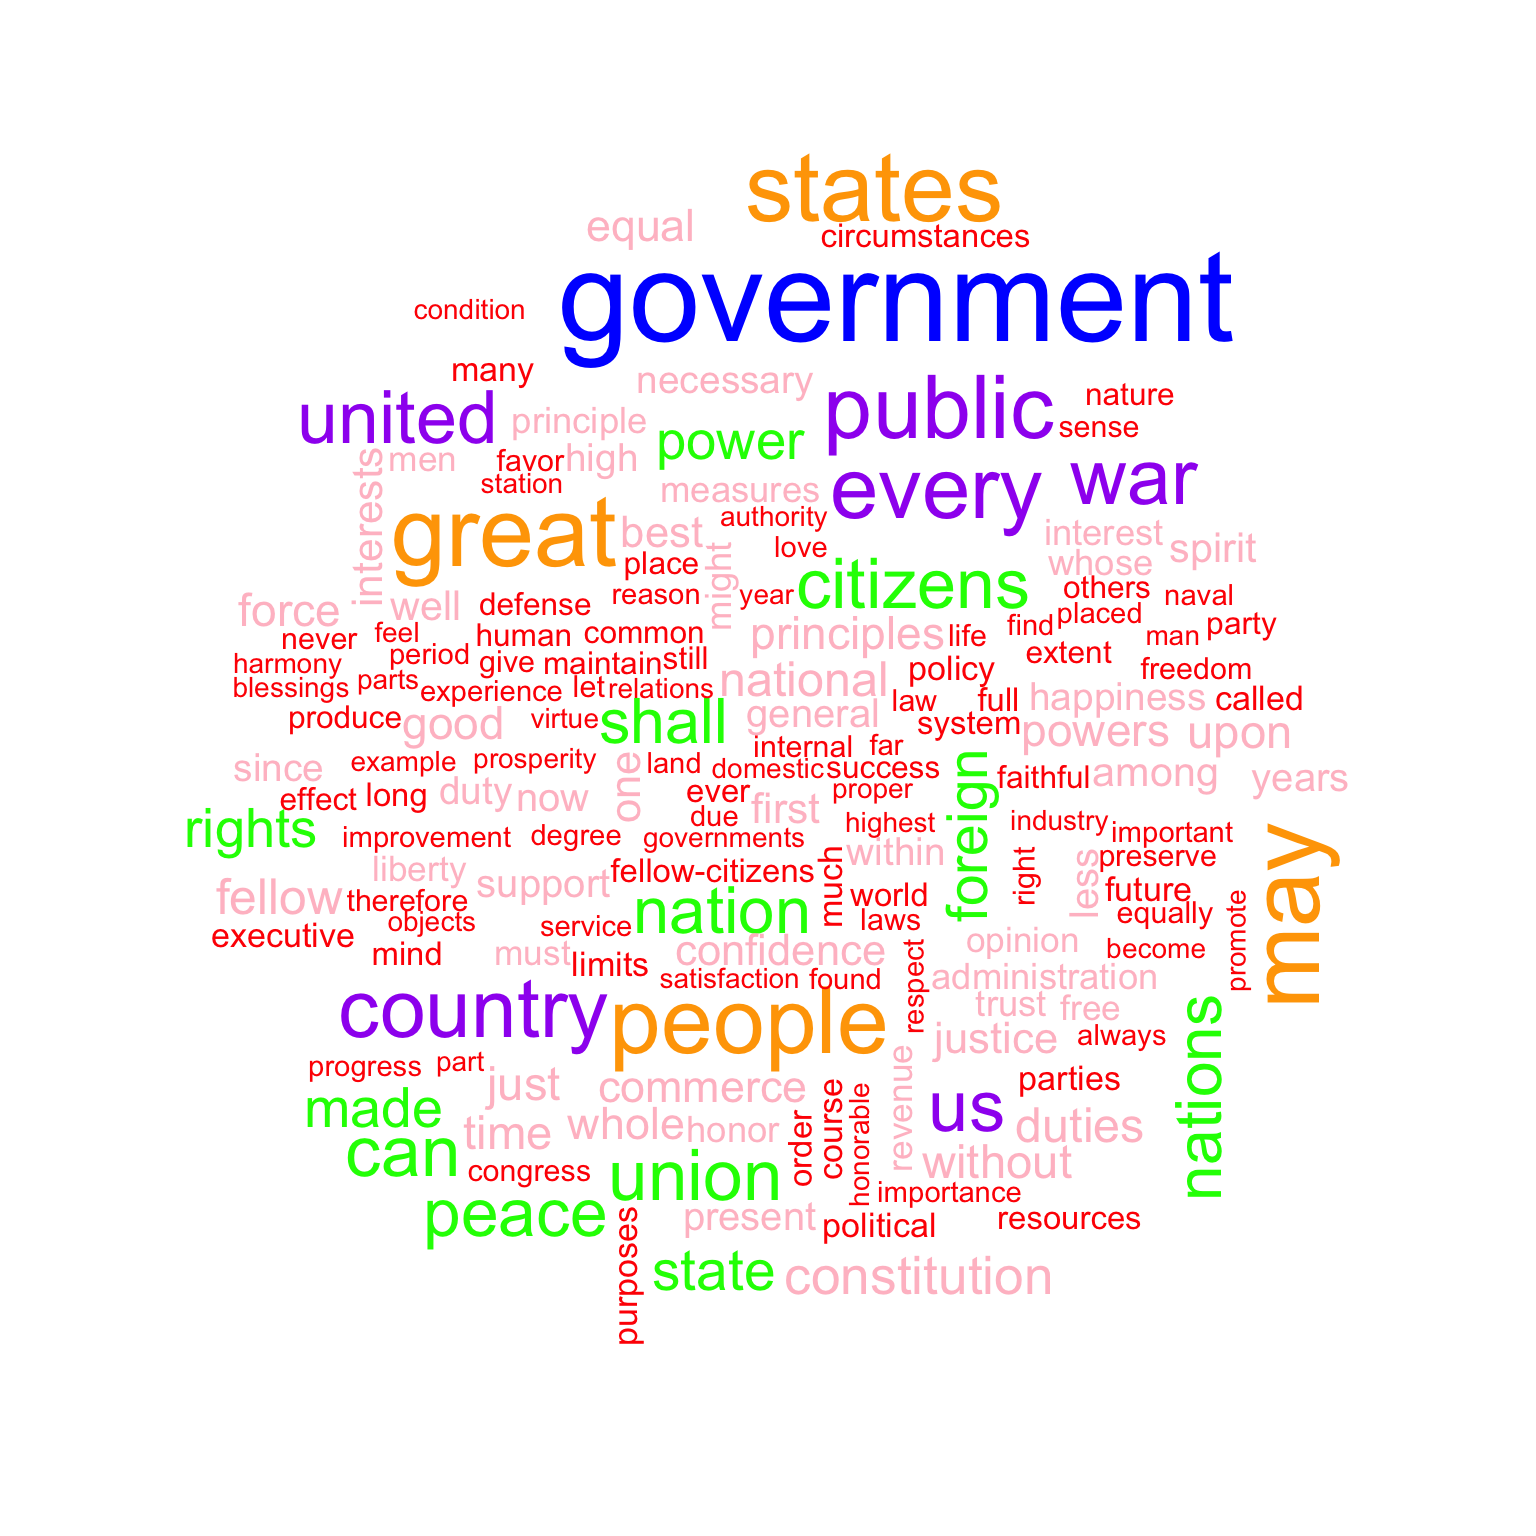 states
equal
circumstances
government
condition
many
necessary
public
nature
united
principle
power
sense
men
favor
high
interests
station
measures
every
war
great
best
authority
interest
spirit
love
whose
place
might
citizens
others
force
well
defense
reason
year
naval
never
feel
human
common
principles
life
find
placed
man
party
harmony
period
give
maintain
still
national
policy
extent
freedom
blessings
parts
experience
let
relations
law
full
happiness
called
produce
good
virtue
shall
general
system
powers
upon
internal
far
since
example
prosperity
one
land
domestic
success
foreign
faithful
among
years
effect
long
duty
now
ever
first
proper
rights
improvement
degree
due
governments
highest
industry
important
may
liberty
support
fellow-citizens
much
within
right
less
preserve
fellow
therefore
world
future
objects
service
nation
laws
equally
promote
executive
mind
must
limits
confidence
opinion
become
satisfaction
found
respect
administration
country
people
trust
free
nations
justice
always
progress
part
just
commerce
course
honorable
revenue
parties
made
time
whole
honor
order
us
duties
can
congress
union
without
importance
peace
purposes
present
political
resources
state
constitution